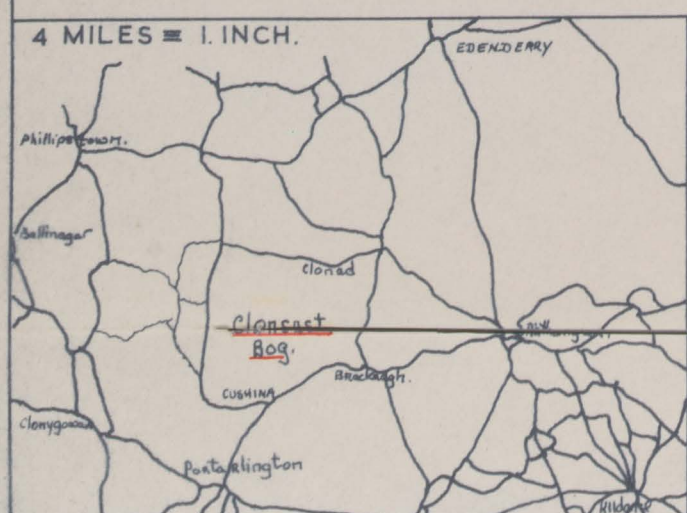 4 MILES = 1. INCH.
EDENDERRY
Phillipstown.
Ballinagar
Clonad
Clonsast
Bog.
Brackagh.
CUSHINA
Clonygowan
Portarlington
Kildare